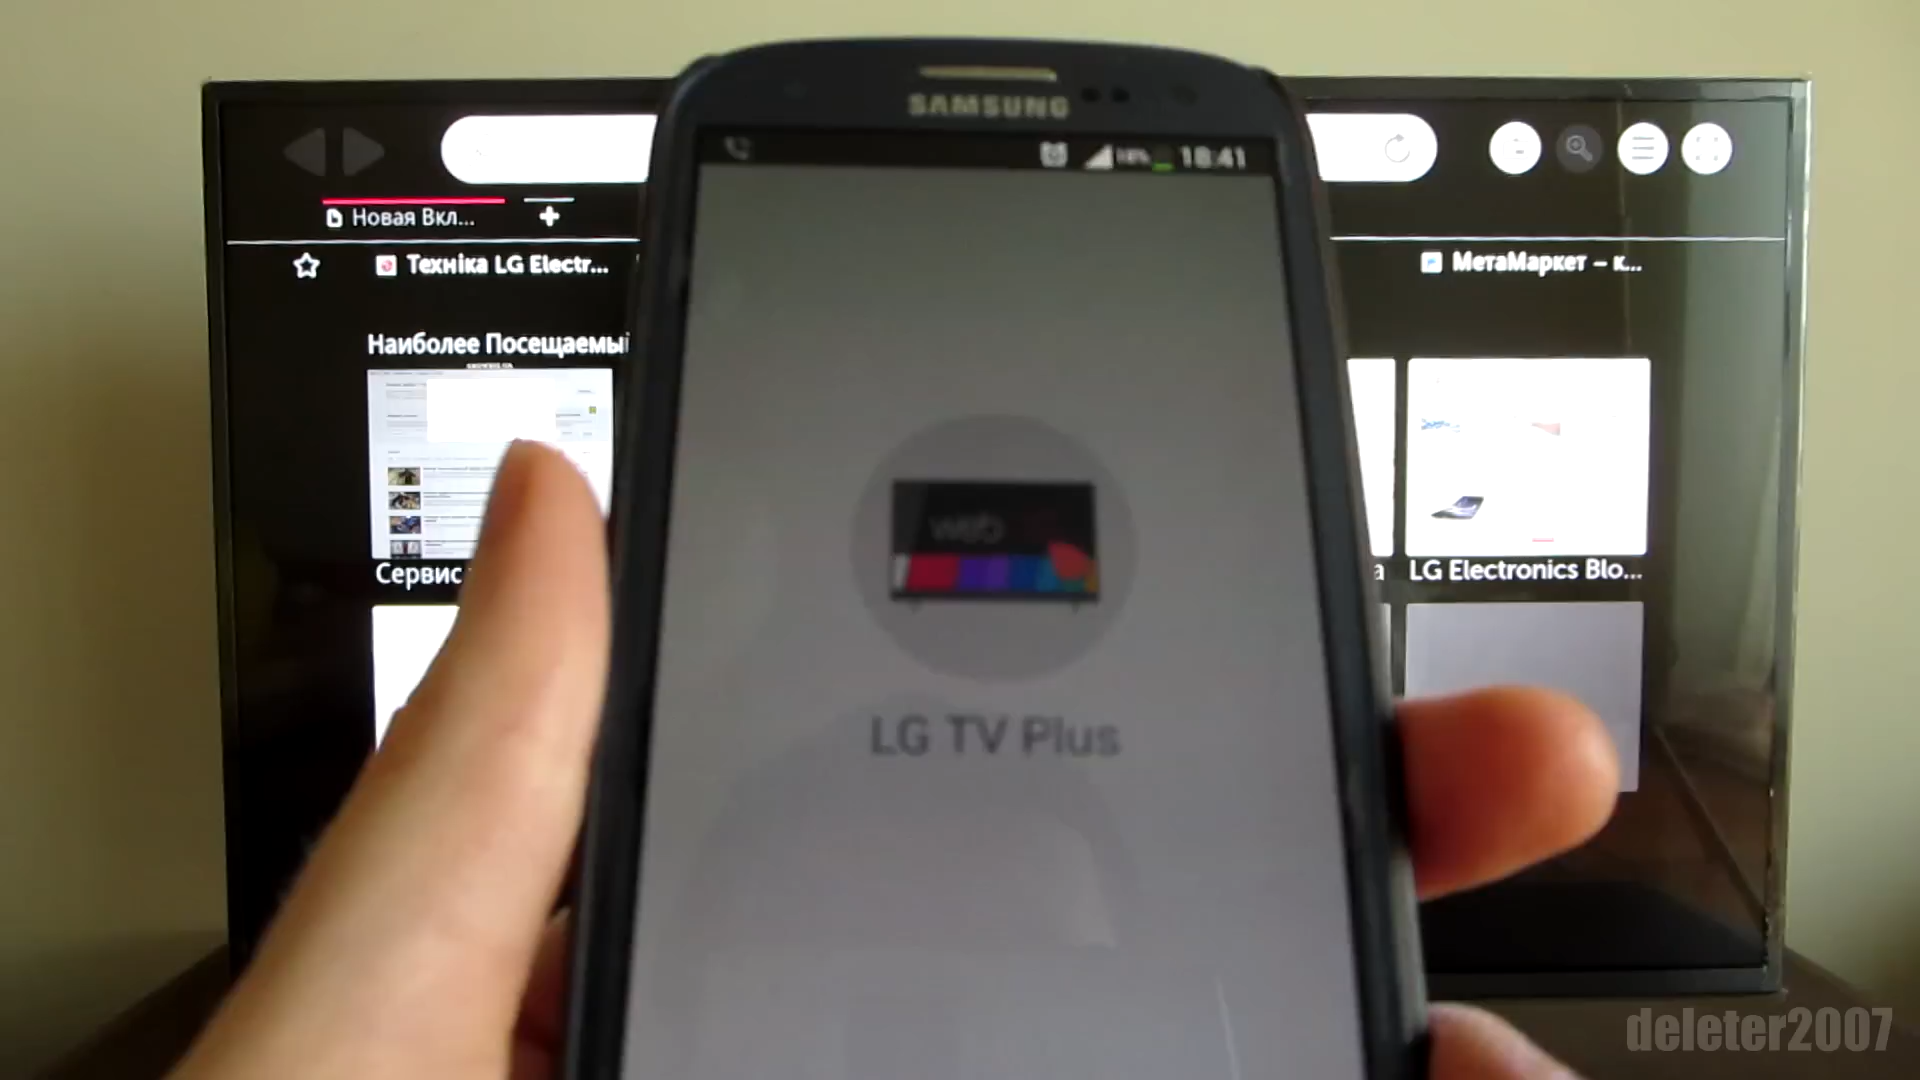 SAMSUNG
18:41
Новая Вкл...
Техніка LG Electr...
МетаМаркет – к...
Наиболее Посещаемы
Сервис
а
LG Electronics Blo...
LG TV Plus
deleter2007